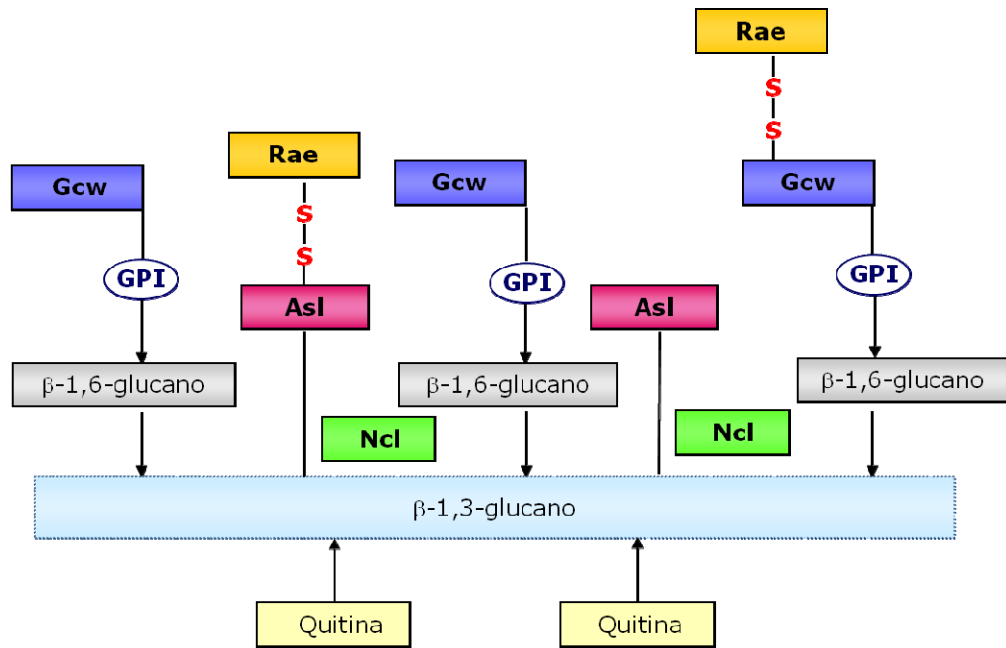 Rae
S
S
Rae
Gcw
Gcw
Gcw
S
S
GPI
GPI
GPI
Asl
Asl
β-1,6-glucano
β-1,6-glucano
β-1,6-glucano
Ncl
Ncl
β-1,3-glucano
Quitina
Quitina